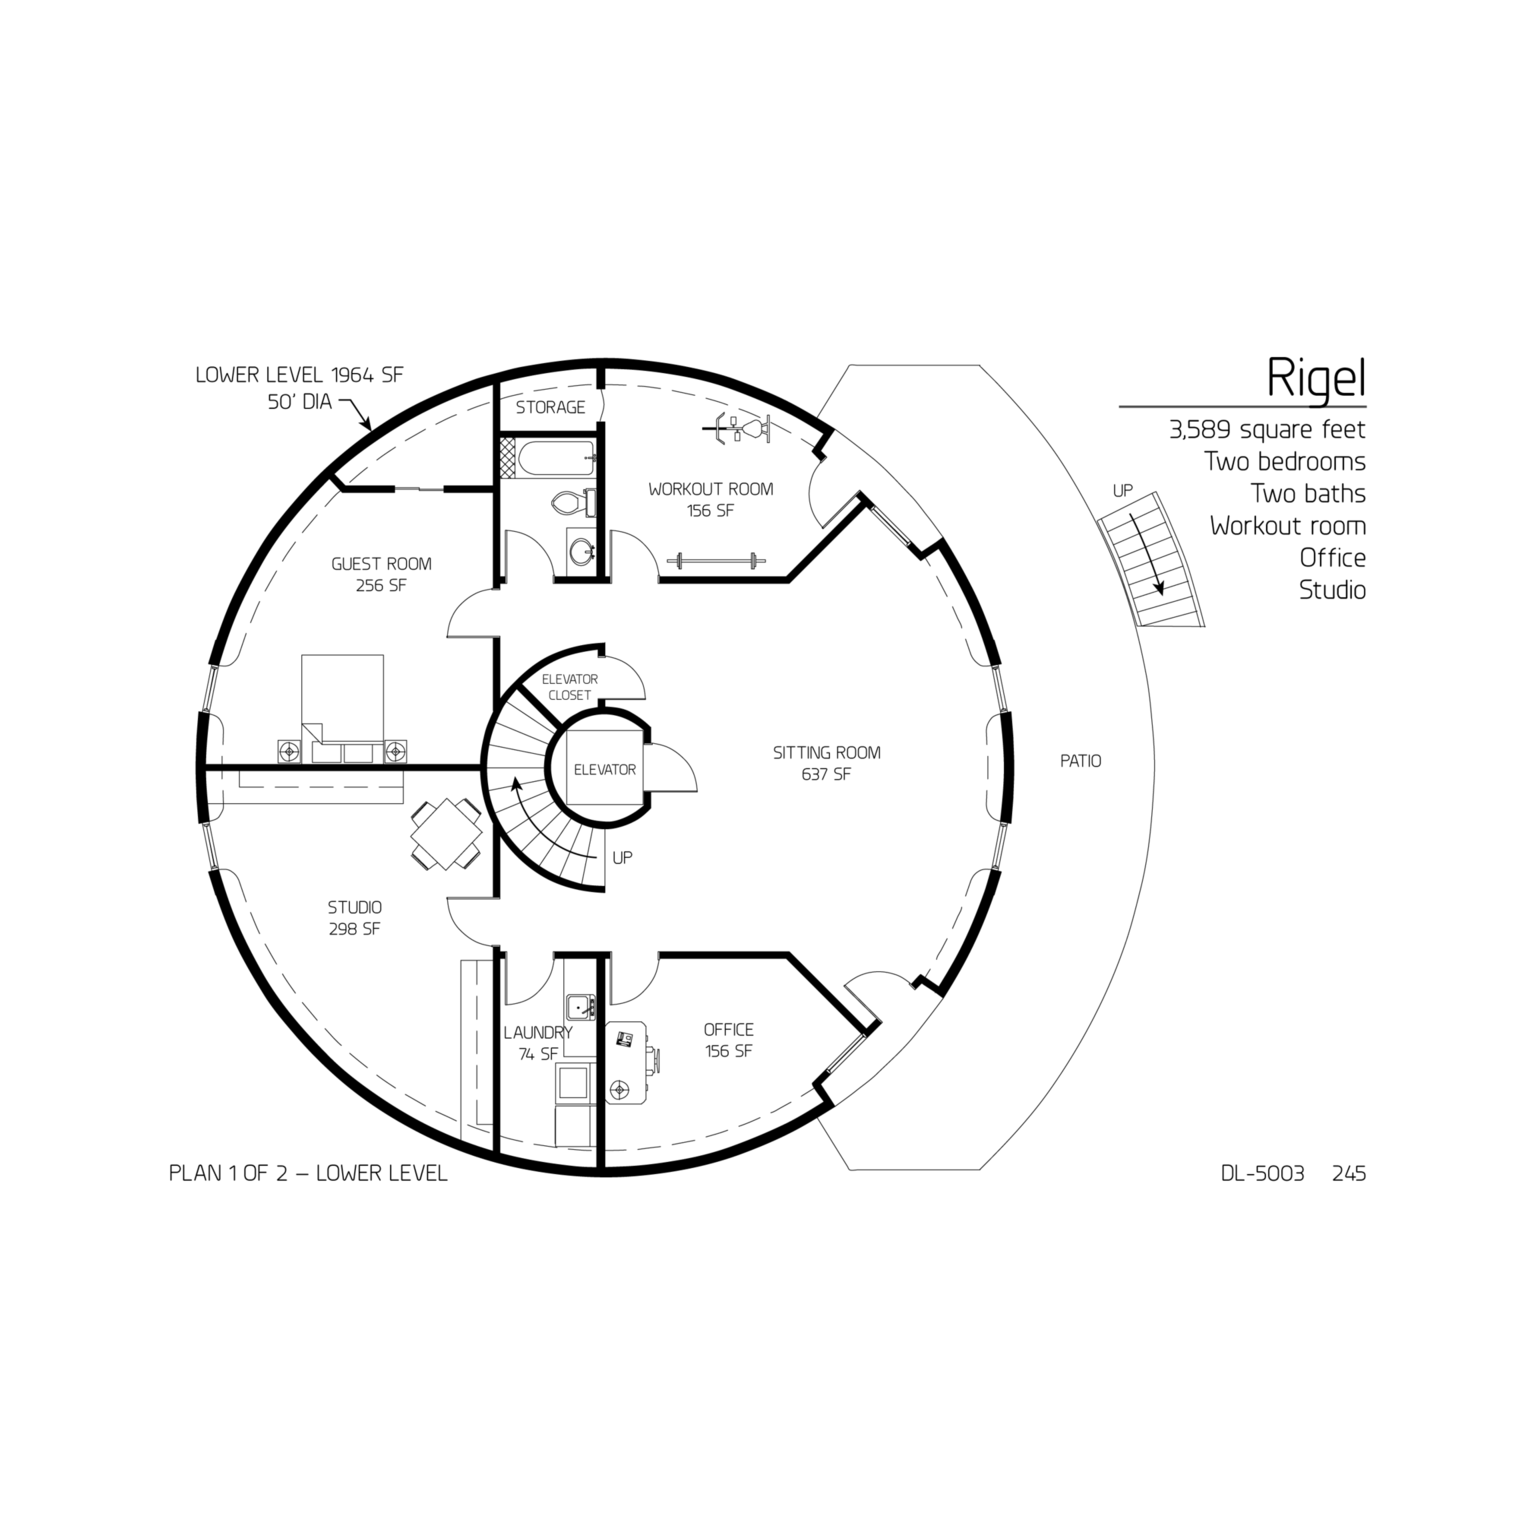 LOWER LEVEL 1964 SF
50' DIA
Rigel
3,589 square feet
Two bedrooms
Two baths
Workout room
Office
Studio
STORAGE
WORKOUT ROOM
156 SF
UP
GUEST ROOM
256 SF
ELEVATOR
CLOSET
ELEVATOR
SITTING ROOM
637 SF
PATIO
UP
STUDIO
298 SF
LAUNDRY
74 SF
OFFICE
156 SF
PLAN 1 OF 2 – LOWER LEVEL
DL-5003 245